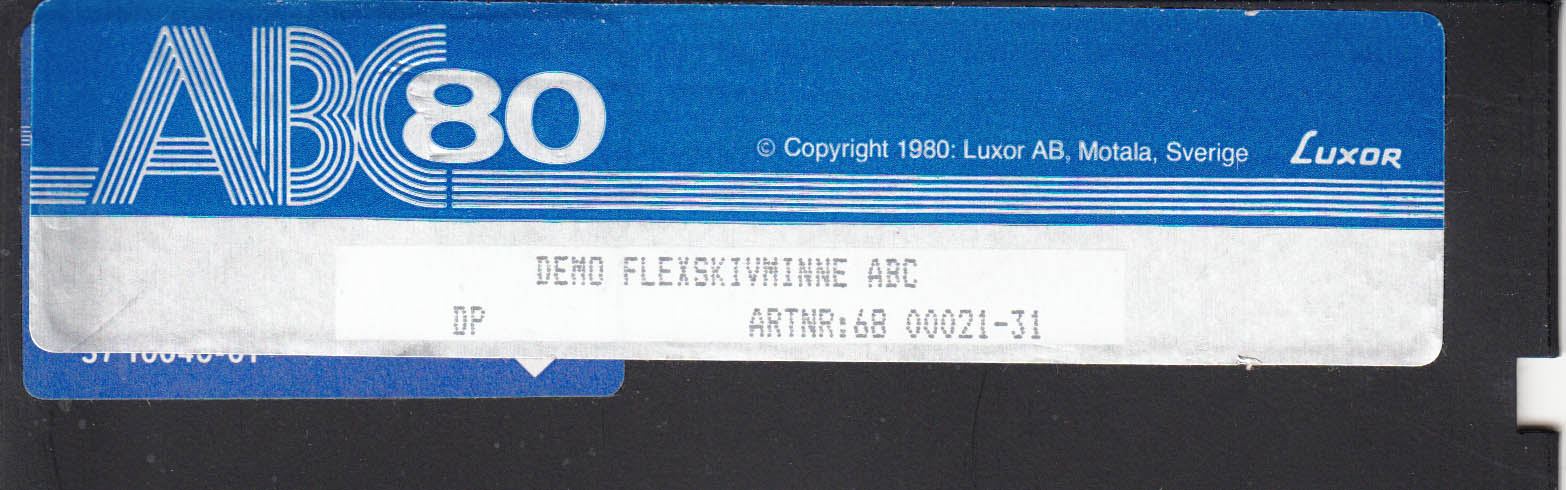 ABC80
© Copyright 1980: Luxor AB, Motala, Sverige
LUXOR
DEMO FLEXSKIVMINNE ABC
DP ARTNR:68 00021-31